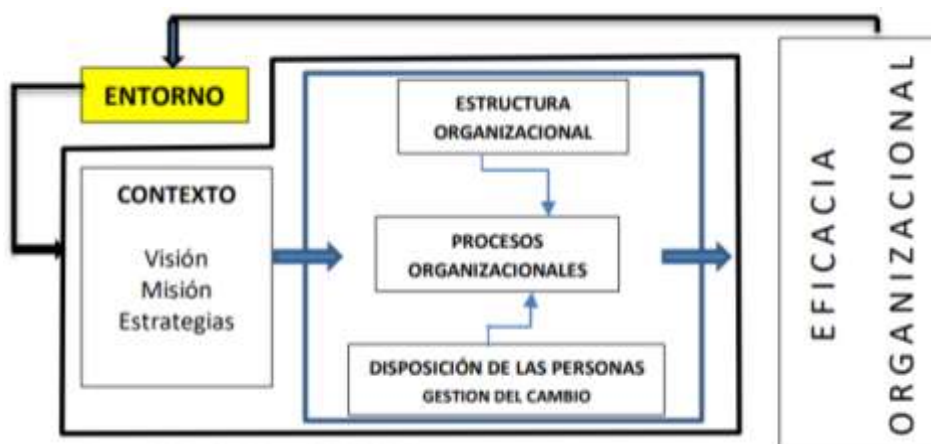 ENTORNO
CONTEXTO
Visión
Misión
Estrategias
ESTRUCTURA
ORGANIZACIONAL
PROCESOS
ORGANIZACIONALES
DISPOSICIÓN DE LAS PERSONAS
GESTION DEL CAMBIO
EFICACIA
ORGANIZACIONAL